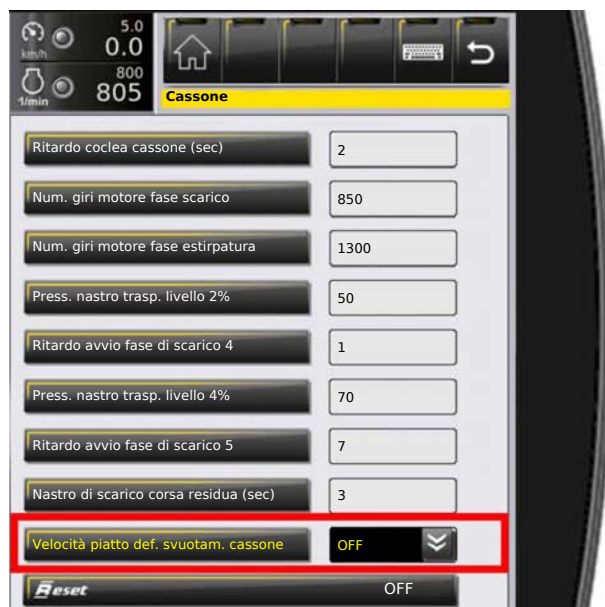 km/h
5.0
0.0
1/min
800
805
Cassone
Ritardo coclea cassone (sec)
2
Num. giri motore fase scarico
850
Num. giri motore fase estirpatura
1300
Press. nastro trasp. livello 2%
50
Ritardo avvio fase di scarico 4
1
Press. nastro trasp. livello 4%
70
Ritardo avvio fase di scarico 5
7
Nastro di scarico corsa residua (sec)
3
Velocità piatto def. svuotam. cassone
OFF
Reset
OFF